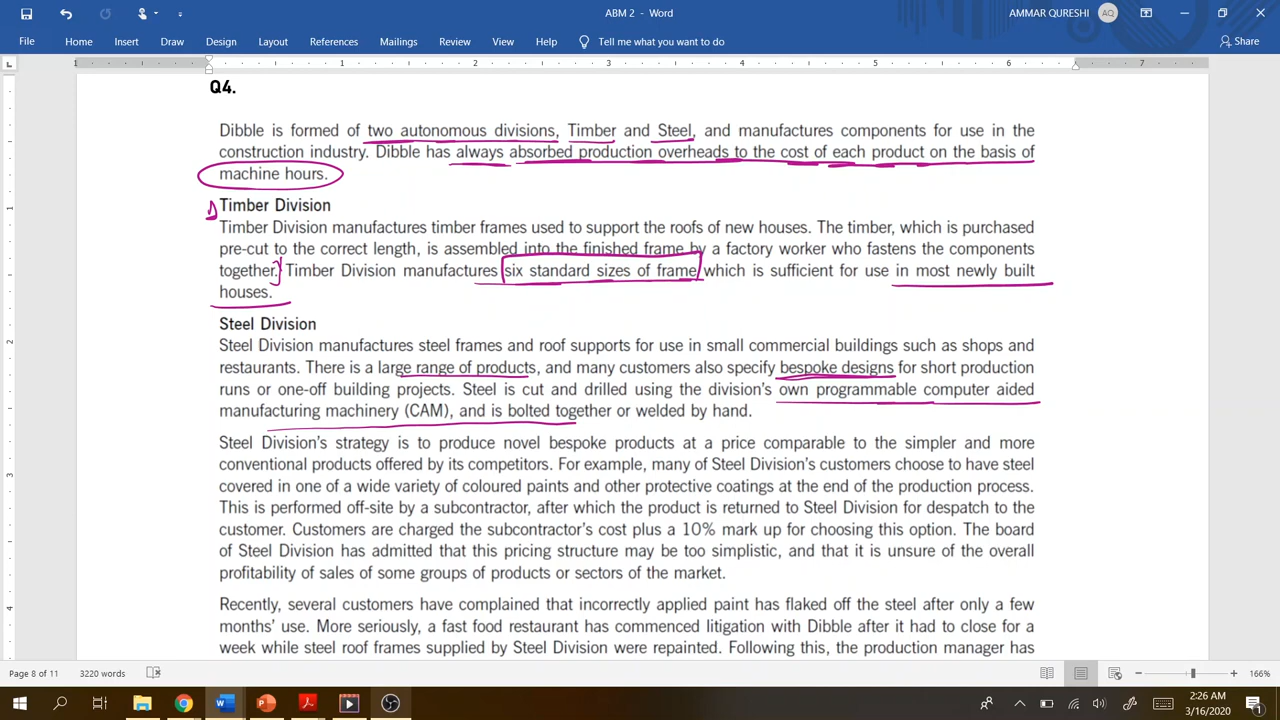 ABM 2 - Word
AMMAR QURESHI AQ
File Home Insert Draw Design Layout References Mailings Review View Help Tell me what you want to do Share
1 1 2 3 4 5 6 7
Q4.
Dibble is formed of two autonomous divisions, Timber and Steel, and manufactures components for use in the
construction industry. Dibble has always absorbed production overheads to the cost of each product on the basis of
machine hours.
Timber Division
Timber Division manufactures timber frames used to support the roofs of new houses. The timber, which is purchased
pre-cut to the correct length, is assembled into the finished frame by a factory worker who fastens the components
together. Timber Division manufactures six standard sizes of frame which is sufficient for use in most newly built
houses.
Steel Division
Steel Division manufactures steel frames and roof supports for use in small commercial buildings such as shops and
restaurants. There is a large range of products, and many customers also specify bespoke designs for short production
runs or one-off building projects. Steel is cut and drilled using the division's own programmable computer aided
manufacturing machinery (CAM), and is bolted together or welded by hand.
Steel Division's strategy is to produce novel bespoke products at a price comparable to the simpler and more
conventional products offered by its competitors. For example, many of Steel Division's customers choose to have steel
covered in one of a wide variety of coloured paints and other protective coatings at the end of the production process.
This is performed off-site by a subcontractor, after which the product is returned to Steel Division for despatch to the
customer. Customers are charged the subcontractor's cost plus a 10% mark up for choosing this option. The board
of Steel Division has admitted that this pricing structure may be too simplistic, and that it is unsure of the overall
profitability of sales of some groups of products or sectors of the market.
Recently, several customers have complained that incorrectly applied paint has flaked off the steel after only a few
months' use. More seriously, a fast food restaurant has commenced litigation with Dibble after it had to close for a
week while steel roof frames supplied by Steel Division were repainted. Following this, the production manager has
1
2
3
4
Page 8 of 11 3220 words 166%
2:26 AM
3/16/2020
1